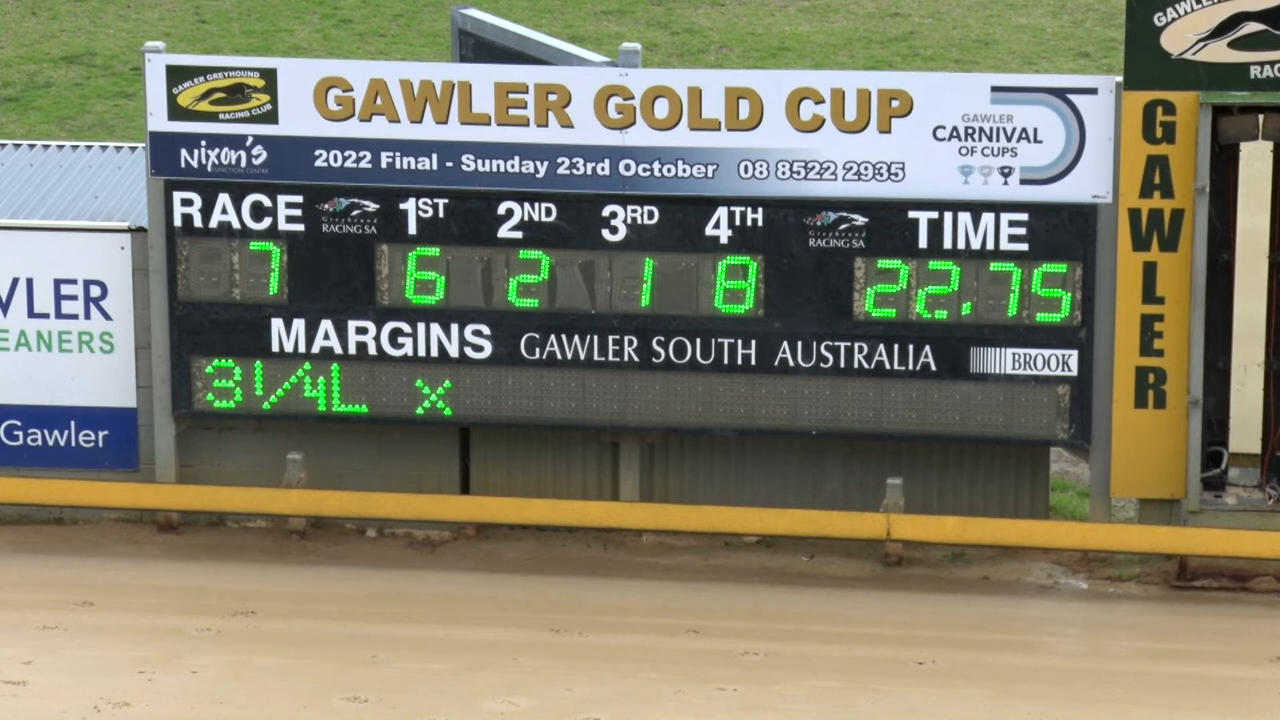 GAWLER GREYHOUND
RACING CLUB
GAWLER GOLD CUP
GAWLER
CARNIVAL
OF CUPS
Nixon's
FUNCTION CENTRE
2022 Final - Sunday 23rd October 08 8522 2935
RACE
Greyhound
RACING SA
1ST 2ND 3RD 4TH
Greyhound
RACING SA
TIME
7 6 2 1 8 22.75
MARGINS GAWLER SOUTH AUSTRALIA BROOK
3 1/4L x
VLER
EANERS
Gawler
GAWLER
RAC
GAWLER